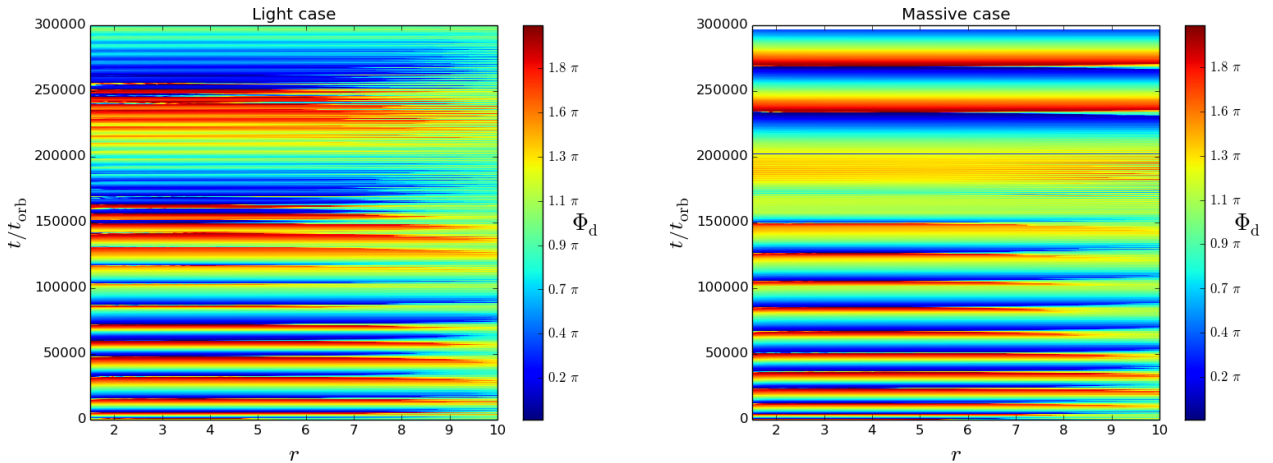 Light case
300000
250000
200000
150000
100000
50000
0
t/t_orb
2 3 4 5 6 7 8 9 10
r
1.8 π
1.6 π
1.3 π
1.1 π
0.9 π
0.7 π
0.4 π
0.2 π
Φ_d
Massive case
300000
250000
200000
150000
100000
50000
0
t/t_orb
2 3 4 5 6 7 8 9 10
r
1.8 π
1.6 π
1.3 π
1.1 π
0.9 π
0.7 π
0.4 π
0.2 π
Φ_d